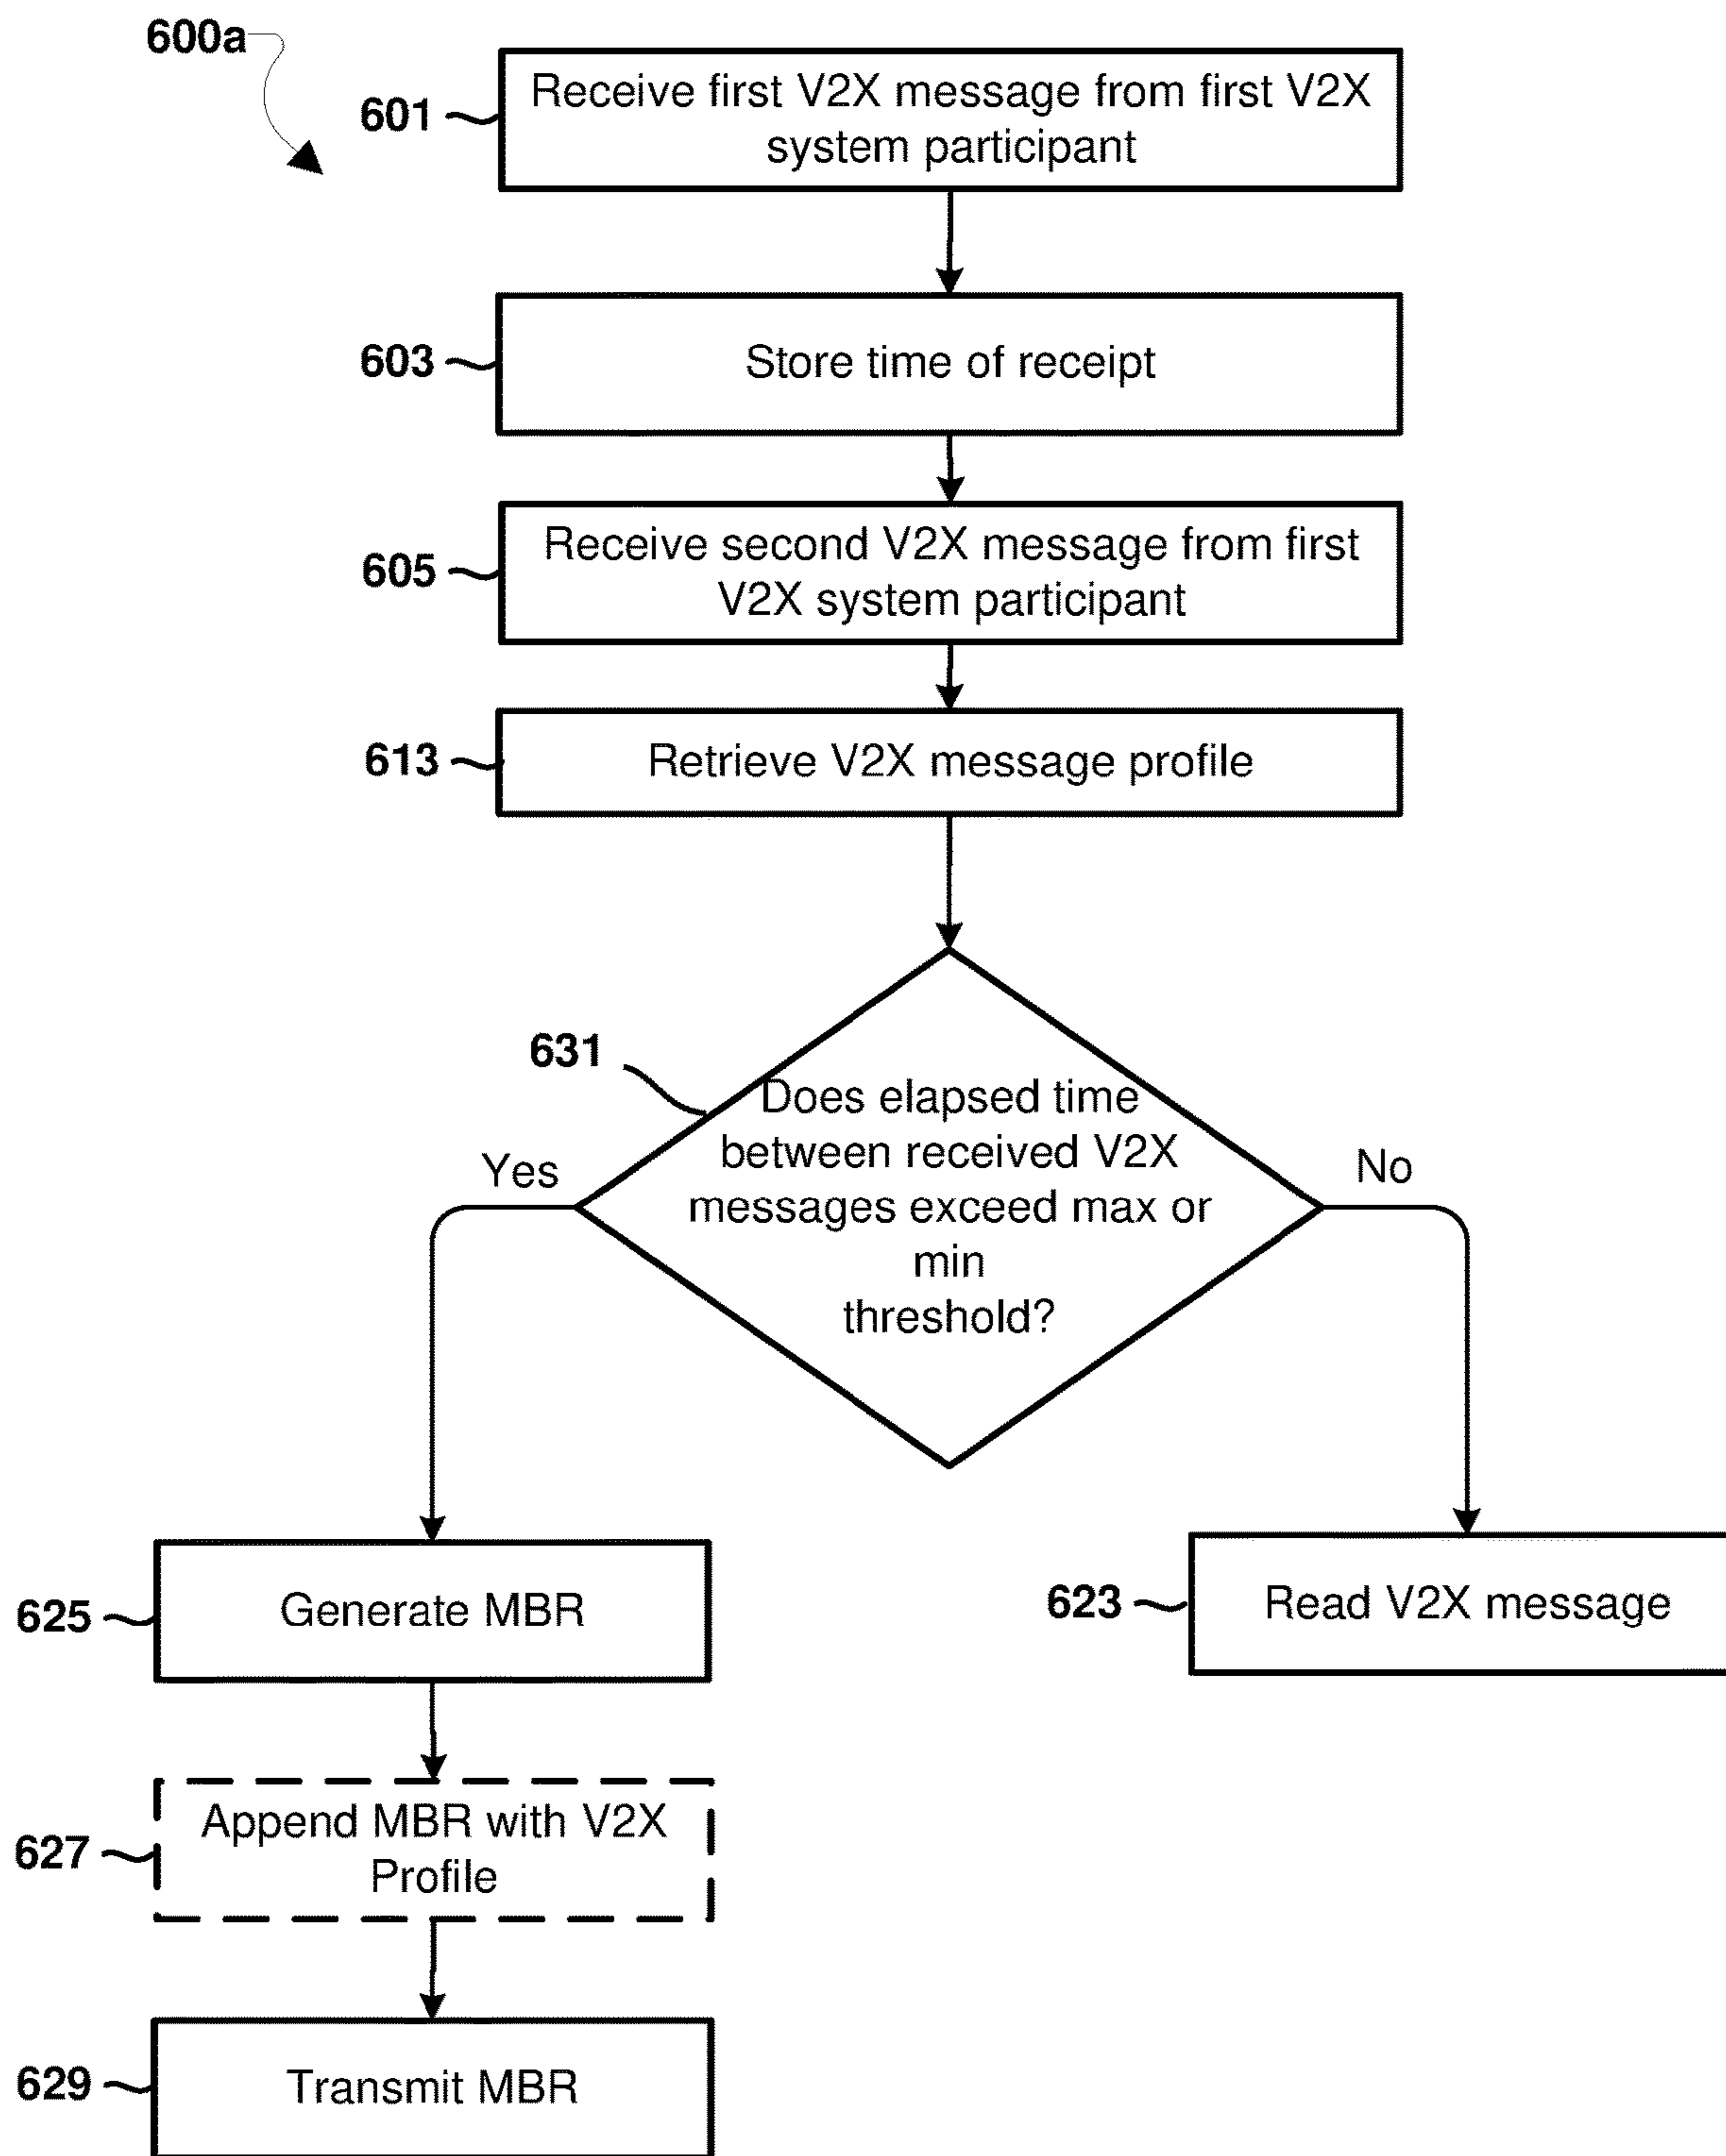 600a
601
Receive first V2X message from first V2X
system participant
603
Store time of receipt
605
Receive second V2X message from first
V2X system participant
613
Retrieve V2X message profile
631
Does elapsed time
between received V2X
messages exceed max or
min
threshold?
Yes
No
625
Generate MBR
623
Read V2X message
627
Append MBR with V2X
Profile
629
Transmit MBR